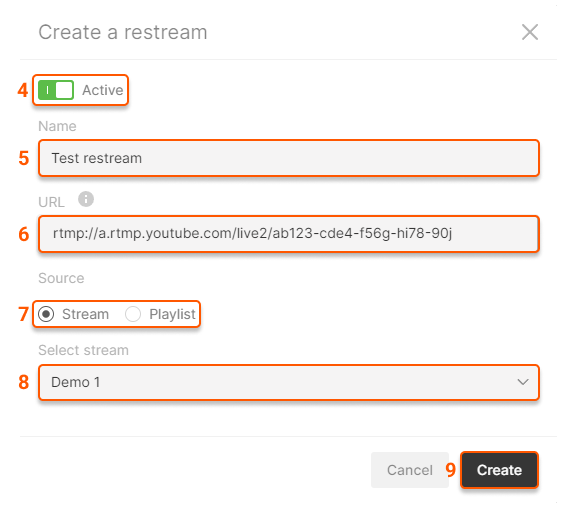 Create a restream
4 Active
Name
5 Test restream
URL
6 rtmp://a.rtmp.youtube.com/live2/ab123-cde4-f56g-hi78-90j
Source
7 Stream Playlist
Select stream
8 Demo 1
Cancel 9 Create